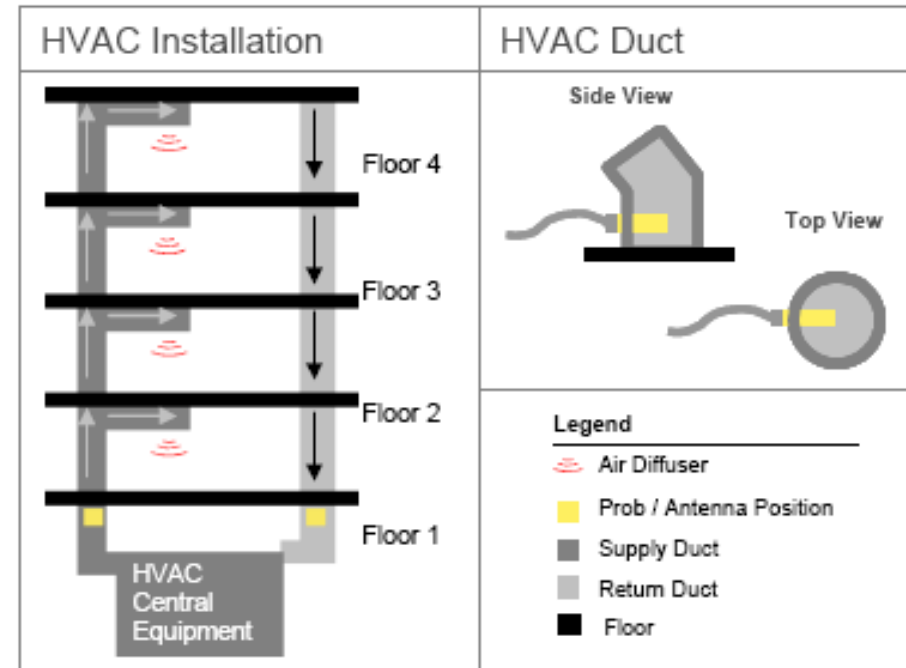 HVAC Installation
HVAC Duct
Side View
Top View
Floor 4
Floor 3
Floor 2
Floor 1
HVAC
Central
Equipment
Legend
Air Diffuser
Prob / Antenna Position
Supply Duct
Return Duct
Floor